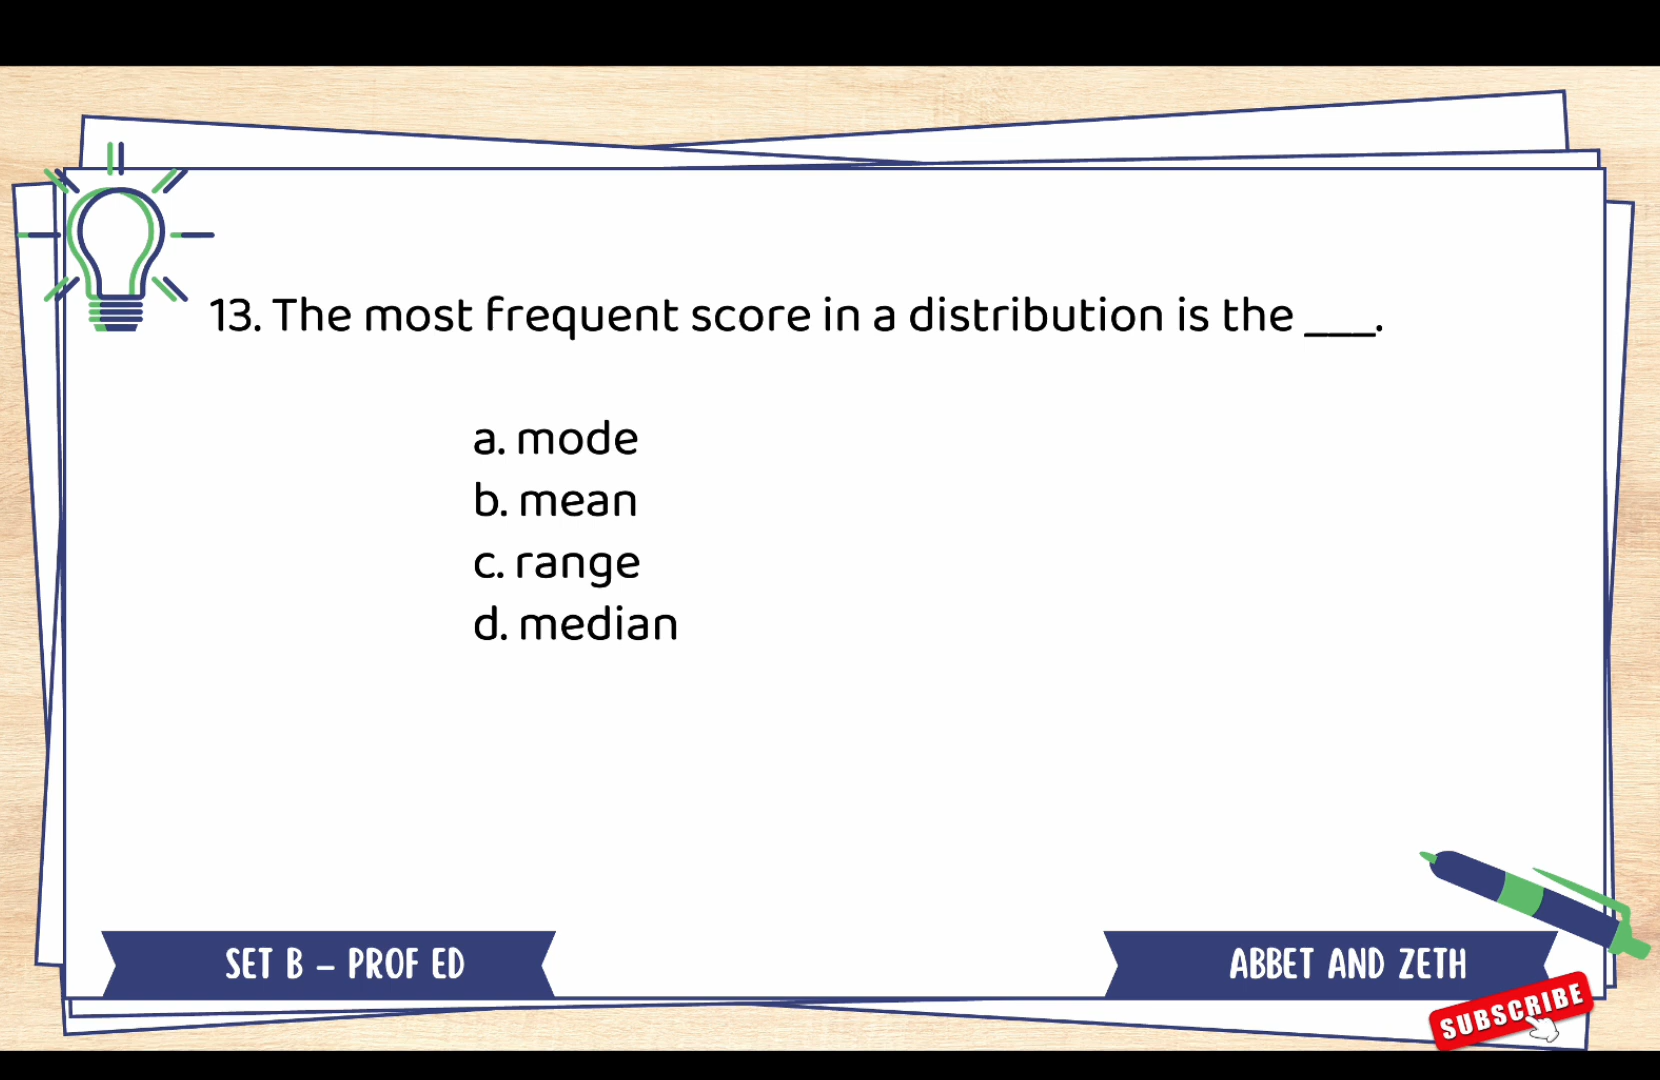 13. The most frequent score in a distribution is the ___.
a. mode
b. mean
c. range
d. median
SET B – PROF ED
ABBET AND ZETH
SUBSCRIBE